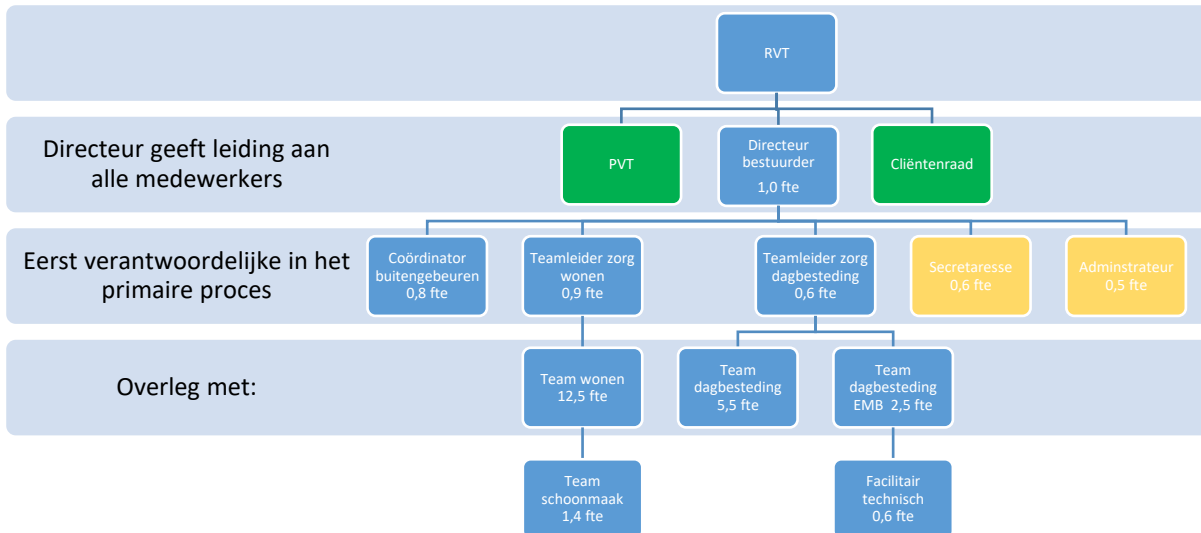 RVT
Directeur geeft leiding aan
alle medewerkers
PVT
Directeur
bestuurder
1,0 fte
Cliëntenraad
Eerst verantwoordelijke in het
primaire proces
Coördinator
buitengebeuren
0,8 fte
Teamleider zorg
wonen
0,9 fte
Teamleider zorg
dagbesteding
0,6 fte
Secretaresse
0,6 fte
Adminstrateur
0,5 fte
Overleg met:
Team wonen
12,5 fte
Team
dagbesteding
5,5 fte
Team
dagbesteding
EMB 2,5 fte
Team
schoonmaak
1,4 fte
Facilitair
technisch
0,6 fte